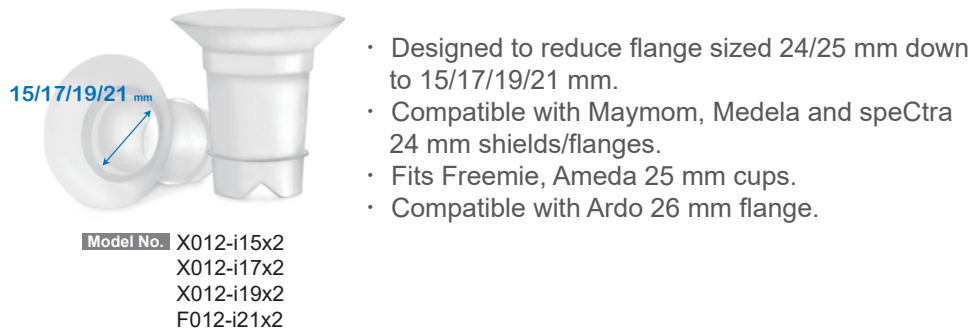 15/17/19/21 mm
Model No. X012-i15x2
X012-i17x2
X012-i19x2
F012-i21x2
· Designed to reduce flange sized 24/25 mm down
to 15/17/19/21 mm.
· Compatible with Maymom, Medela and speCtra
24 mm shields/flanges.
· Fits Freemie, Ameda 25 mm cups.
· Compatible with Ardo 26 mm flange.